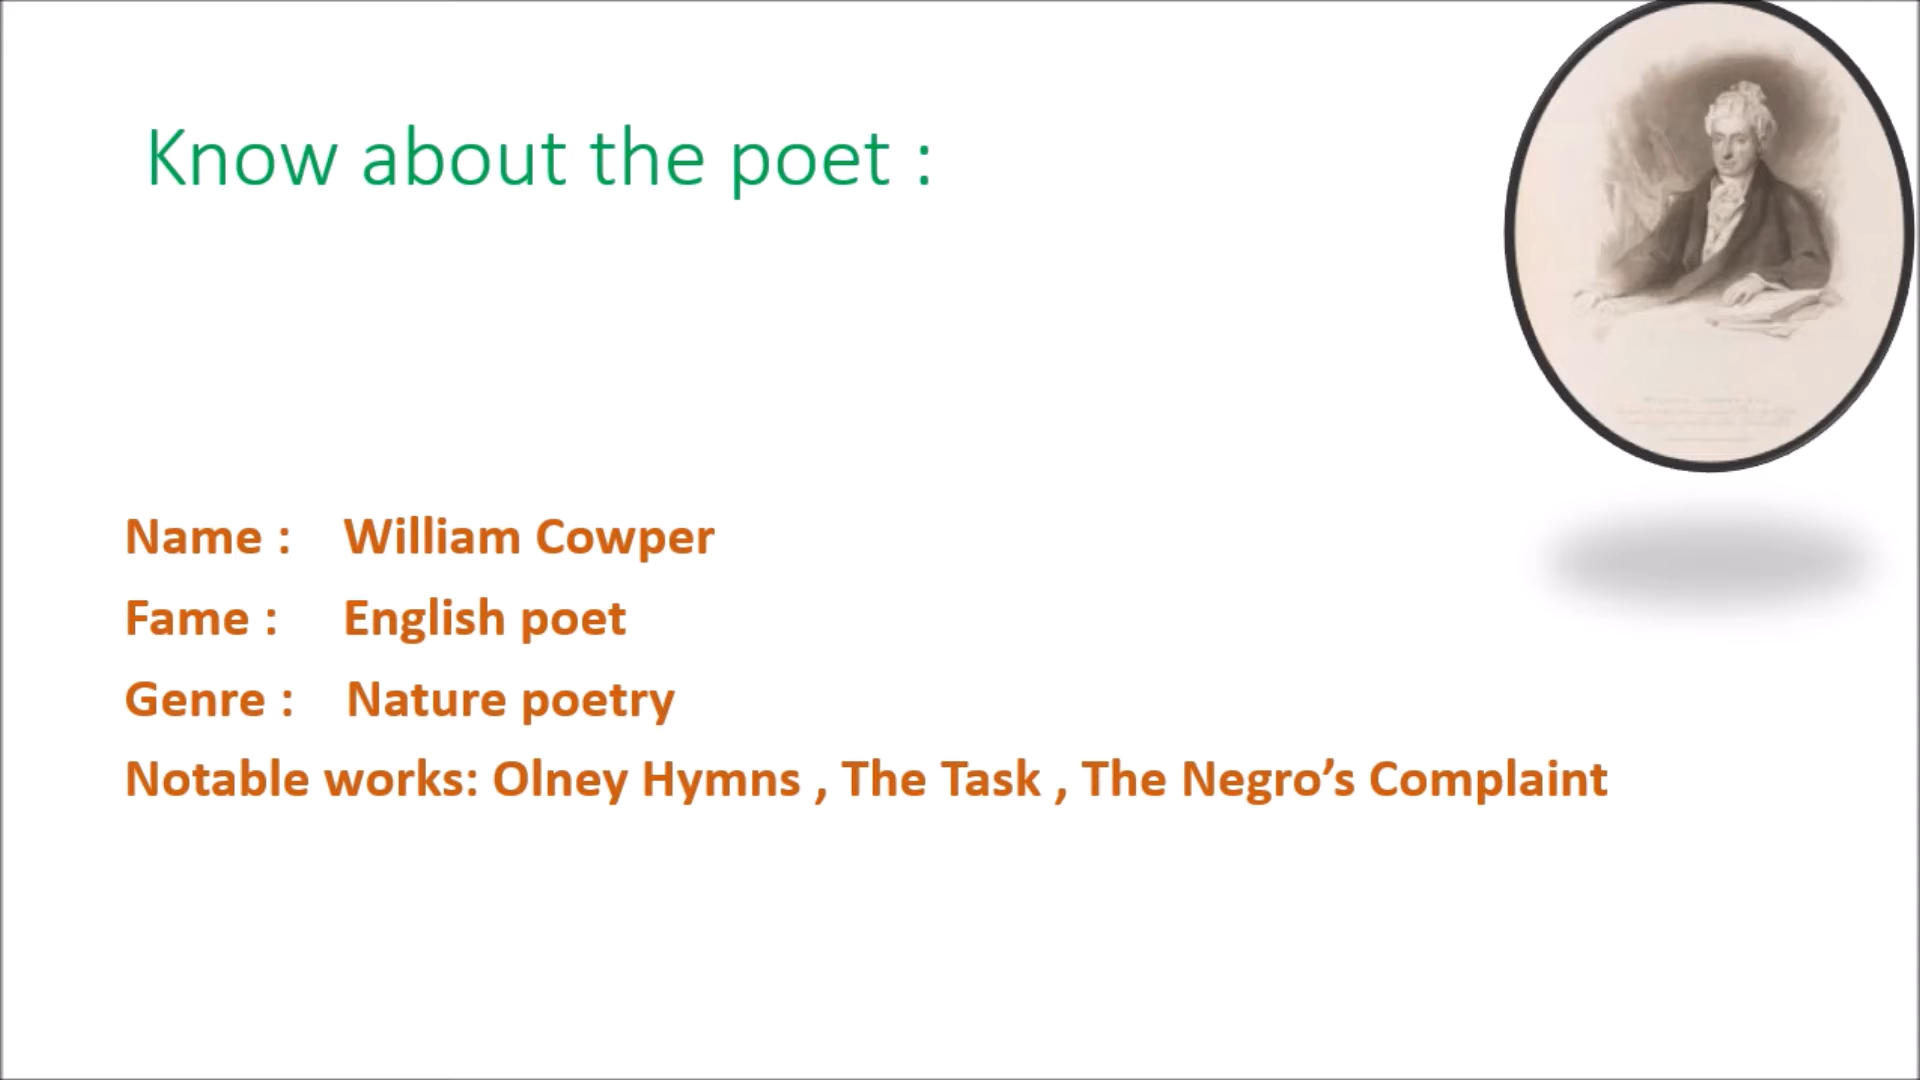 Know about the poet :
Name : William Cowper
Fame : English poet
Genre : Nature poetry
Notable works: Olney Hymns , The Task , The Negro’s Complaint